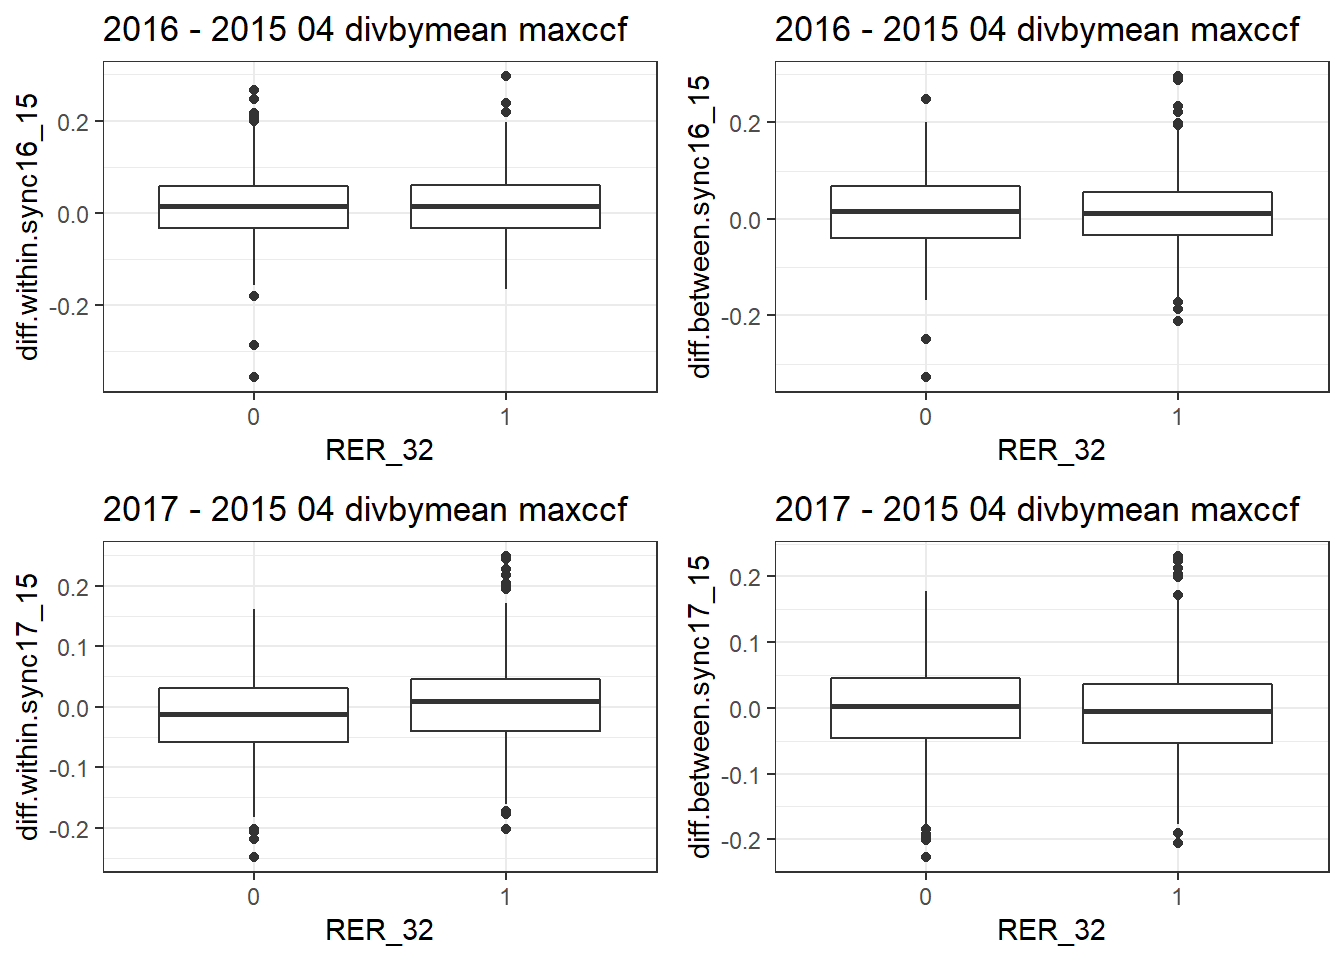 2016 - 2015 04 divbymean maxccf
diff.within.sync16_15
0.2
0.0
-0.2
0
1
RER_32
2016 - 2015 04 divbymean maxccf
diff.between.sync16_15
0.2
0.0
-0.2
0
1
RER_32
2017 - 2015 04 divbymean maxccf
diff.within.sync17_15
0.2
0.1
0.0
-0.1
-0.2
0
1
RER_32
2017 - 2015 04 divbymean maxccf
diff.between.sync17_15
0.2
0.1
0.0
-0.1
-0.2
0
1
RER_32